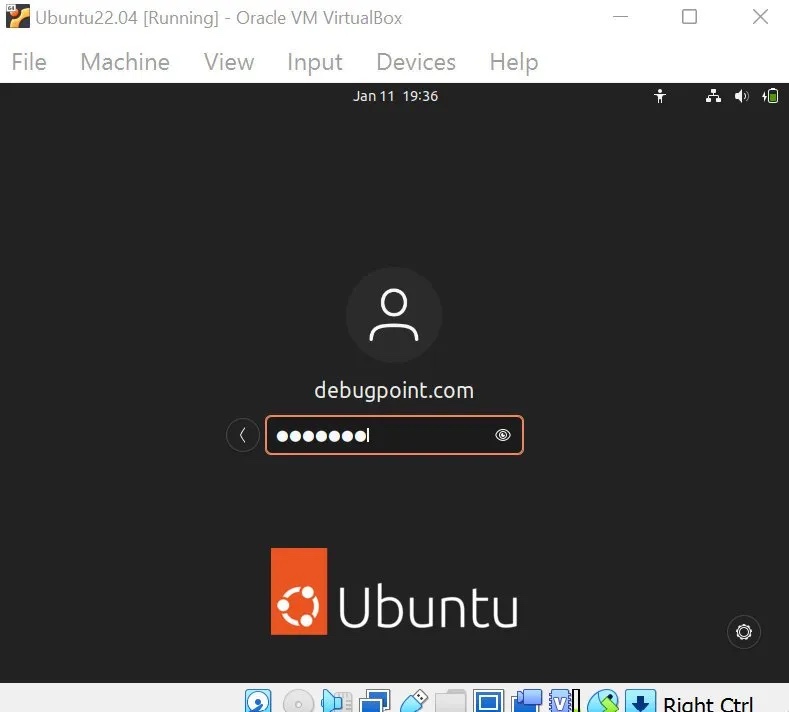 Ubuntu22.04 [Running] - Oracle VM VirtualBox
File Machine View Input Devices Help
Jan 11 19:36
debugpoint.com
●●●●●●●
Ubuntu
Right Ctrl